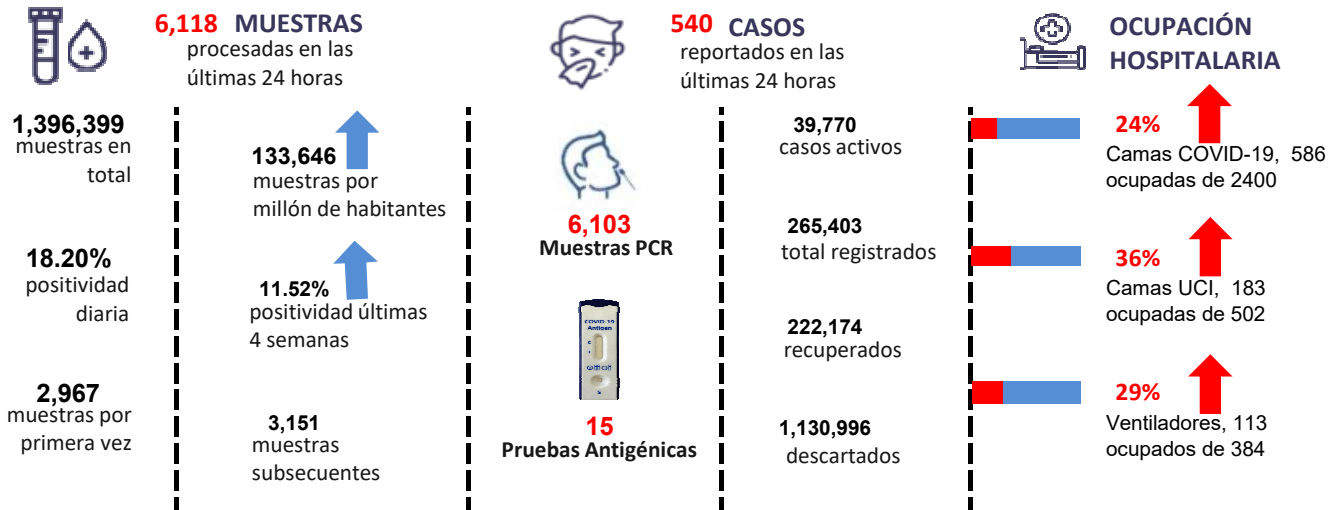 6,118 MUESTRAS
procesadas en las
últimas 24 horas
540 CASOS
reportados en las
últimas 24 horas
OCUPACIÓN
HOSPITALARIA
1,396,399
muestras en
total
18.20%
positividad
diaria
2,967
muestras por
primera vez
133,646
muestras por
millón de habitantes
11.52%
positividad últimas
4 semanas
3,151
muestras
subsecuentes
6,103
Muestras PCR
COVID-19
Antigen
15
Pruebas Antigénicas
39,770
casos activos
265,403
total registrados
222,174
recuperados
1,130,996
descartados
24%
Camas COVID-19, 586
ocupadas de 2400
36%
Camas UCI, 183
ocupadas de 502
29%
Ventiladores, 113
ocupados de 384